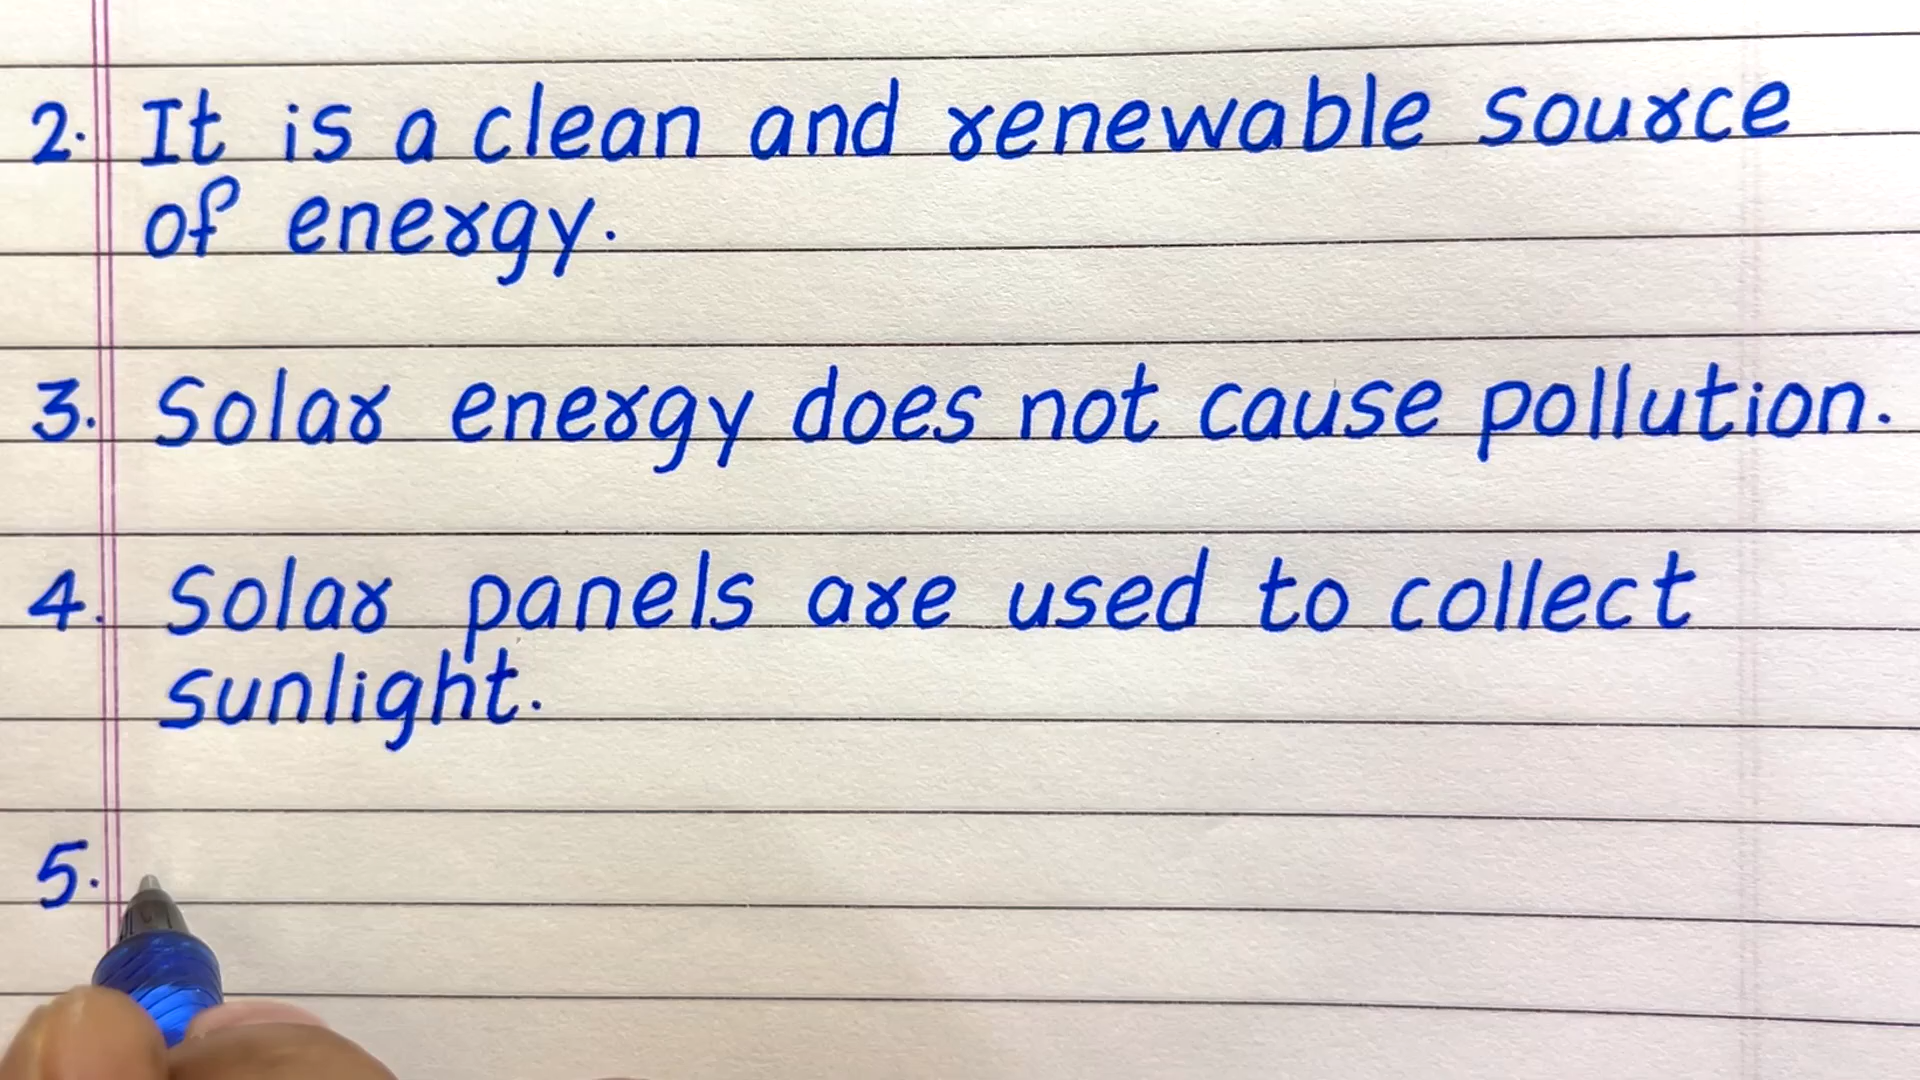 2. It is a clean and renewable source
of energy.
3. Solar energy does not cause pollution.
4. Solar panels are used to collect
sunlight.
5.